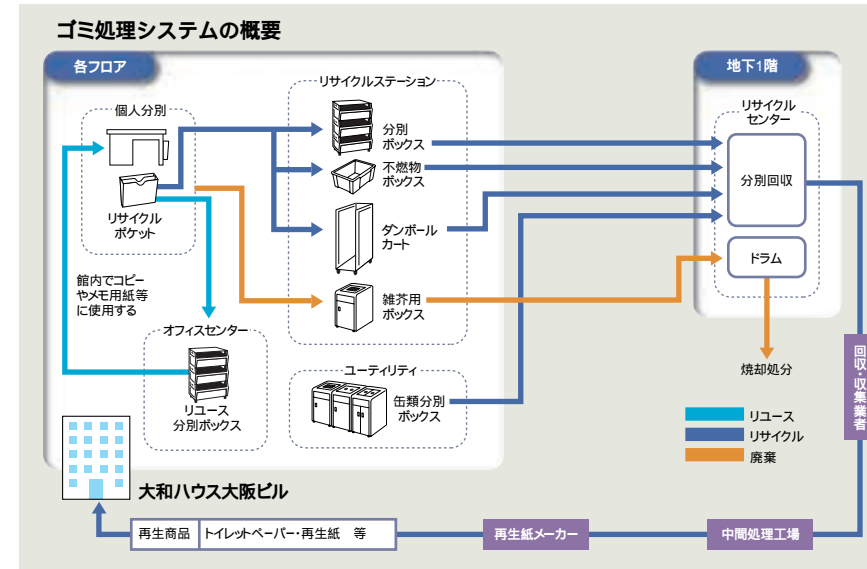 ゴミ処理システムの概要
各フロア
個人分別
リサイクル
ポケット
館内でコピー
やメモ用紙等
に使用する
オフィスセンター
リユース
分別ボックス
リサイクルステーション
分別
ボックス
不燃物
ボックス
ダンボール
カート
雑芥用
ボックス
ユーティリティ
缶類分別
ボックス
地下1階
リサイクル
センター
分別回収
ドラム
焼却処分
回収・収集業者
リユース
リサイクル
廃棄
大和ハウス大阪ビル
再生商品 トイレットペーパー・再生紙 等
再生紙メーカー
中間処理工場